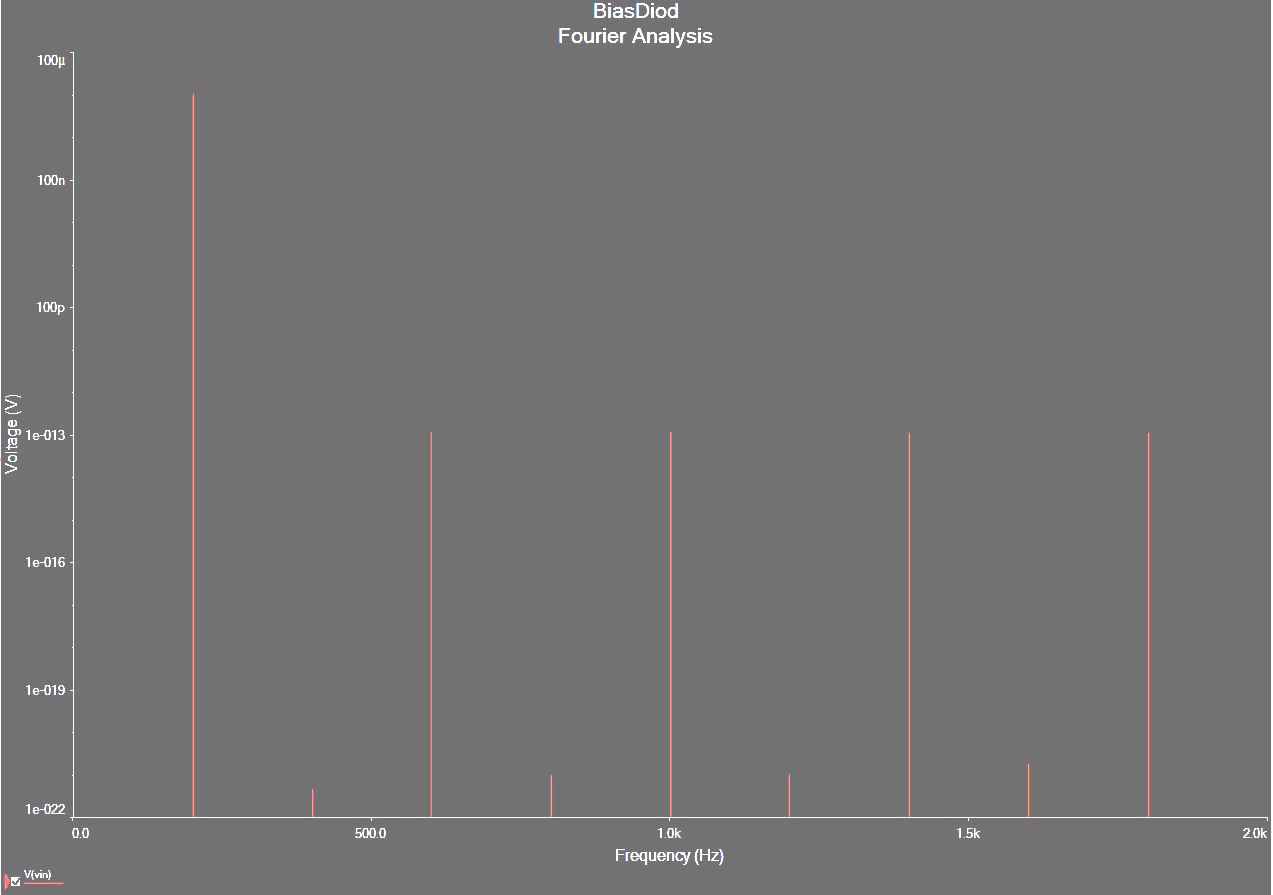 BiasDiod
Fourier Analysis
100µ
100n
100p
1e-013
1e-016
1e-019
1e-022
Voltage (V)
0.0 500.0 1.0k 1.5k 2.0k
Frequency (Hz)
V(vin)